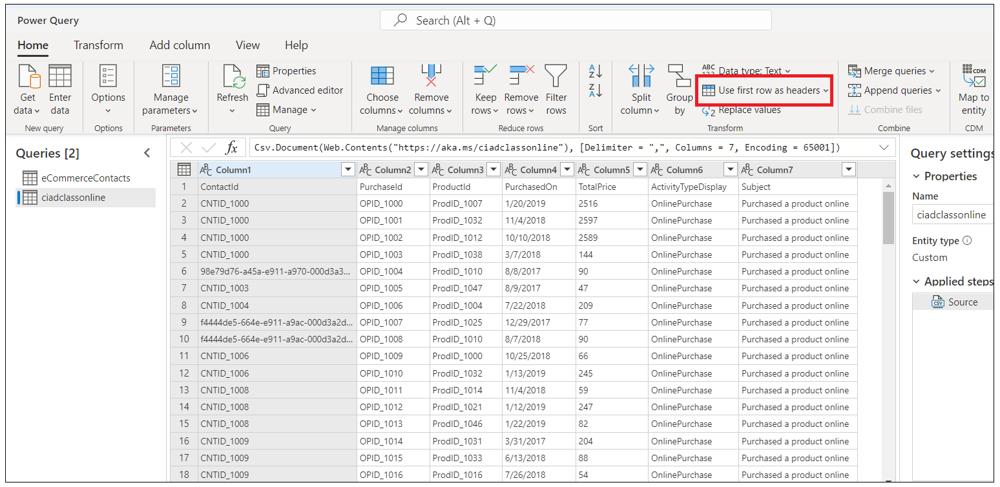 Power Query
Search (Alt + Q)
Home Transform Add column View Help
Get data Enter data
New query
Options
Options
Manage parameters
Parameters
Refresh
Properties
Advanced editor
Manage
Query
Choose columns Remove columns
Manage columns
Keep rows Remove rows Filter rows
Reduce rows
A Z
Z A
Sort
Split column Group by
ABC 123 Data type: Text
Use first row as headers
1 2 Replace values
Transform
Merge queries
Append queries
Combine files
Combine
CDM
Map to entity
CDM
Queries [2]
eCommerceContacts
ciadclassonline
fx Csv.Document(Web.Contents("https://aka.ms/ciadclassonline"), [Delimiter = ",", Columns = 7, Encoding = 65001])
ABC Column1 ABC Column2 ABC Column3 ABC Column4 ABC Column5 ABC Column6 ABC Column7
1 ContactId PurchaseId ProductId PurchasedOn TotalPrice ActivityTypeDisplay Subject
2 CNTID_1000 OPID_1000 ProdID_1007 1/20/2019 2516 OnlinePurchase Purchased a product online
3 CNTID_1000 OPID_1001 ProdID_1032 11/4/2018 2597 OnlinePurchase Purchased a product online
4 CNTID_1000 OPID_1002 ProdID_1012 10/10/2018 2589 OnlinePurchase Purchased a product online
5 CNTID_1000 OPID_1003 ProdID_1038 3/7/2018 144 OnlinePurchase Purchased a product online
6 98e79d76-a45a-e911-a970-000d3a3... OPID_1004 ProdID_1010 8/8/2017 90 OnlinePurchase Purchased a product online
7 CNTID_1003 OPID_1005 ProdID_1047 8/9/2017 47 OnlinePurchase Purchased a product online
8 CNTID_1004 OPID_1006 ProdID_1004 7/22/2018 209 OnlinePurchase Purchased a product online
9 f4444de5-664e-e911-a9ac-000d3a2d... OPID_1007 ProdID_1025 12/29/2017 77 OnlinePurchase Purchased a product online
10 f4444de5-664e-e911-a9ac-000d3a2d... OPID_1008 ProdID_1010 8/7/2018 90 OnlinePurchase Purchased a product online
11 CNTID_1006 OPID_1009 ProdID_1000 10/25/2018 66 OnlinePurchase Purchased a product online
12 CNTID_1006 OPID_1010 ProdID_1032 1/13/2019 245 OnlinePurchase Purchased a product online
13 CNTID_1008 OPID_1011 ProdID_1014 11/4/2018 59 OnlinePurchase Purchased a product online
14 CNTID_1008 OPID_1012 ProdID_1021 1/12/2019 247 OnlinePurchase Purchased a product online
15 CNTID_1008 OPID_1013 ProdID_1046 1/22/2019 82 OnlinePurchase Purchased a product online
16 CNTID_1009 OPID_1014 ProdID_1031 3/31/2017 204 OnlinePurchase Purchased a product online
17 CNTID_1009 OPID_1015 ProdID_1033 6/13/2018 88 OnlinePurchase Purchased a product online
18 CNTID_1009 OPID_1016 ProdID_1016 7/26/2018 54 OnlinePurchase Purchased a product online
Query settings
Properties
Name
ciadclassonline
Entity type
Custom
Applied steps
CSV Source